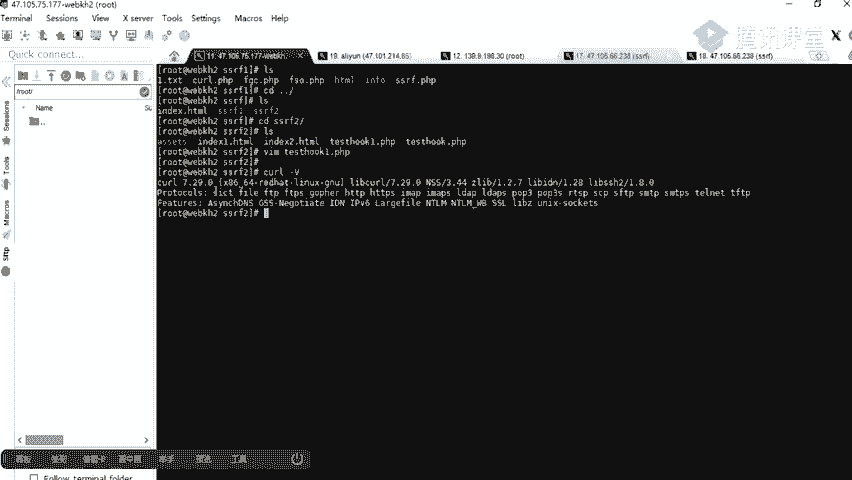 47.105.75.177-webkh2 (root)
Terminal Sessions View X server Tools Settings Macros Help
Quick connect...
11. 47.105.75.177-webkh
19. aliyun (47.101.214.85)
12. 139.9.198.30 (root)
17. 47.105.66.238 (ssrf)
18. 47.105.66.238 (ssrf)
腾讯课堂
/root/
Name
..
Sessions
Tools
Macros
Sftp
[root@webkh2 ssrf1]# ls
1.txt curl.php fgc.php fso.php html info ssrf.php
[root@webkh2 ssrf1]# cd ../
[root@webkh2 ssrf]# ls
index.html ssrf1 ssrf2
[root@webkh2 ssrf]# cd ssrf2/
[root@webkh2 ssrf2]# ls
assets index1.html index2.html testhook1.php testhook.php
[root@webkh2 ssrf2]# vim testhook1.php
[root@webkh2 ssrf2]#
[root@webkh2 ssrf2]# curl -V
curl 7.29.0 (x86_64-redhat-linux-gnu) libcurl/7.29.0 NSS/3.44 zlib/1.2.7 libidn/1.28 libssh2/1.8.0
Protocols: dict file ftp ftps gopher http https imap imaps ldap ldaps pop3 pop3s rtsp scp sftp smtp smtps telnet tftp
Features: AsynchDNS GSS-Negotiate IDN IPv6 Largefile NTLM NTLM_WB SSL libz unix-sockets
[root@webkh2 ssrf2]#
工具
Follow terminal folder